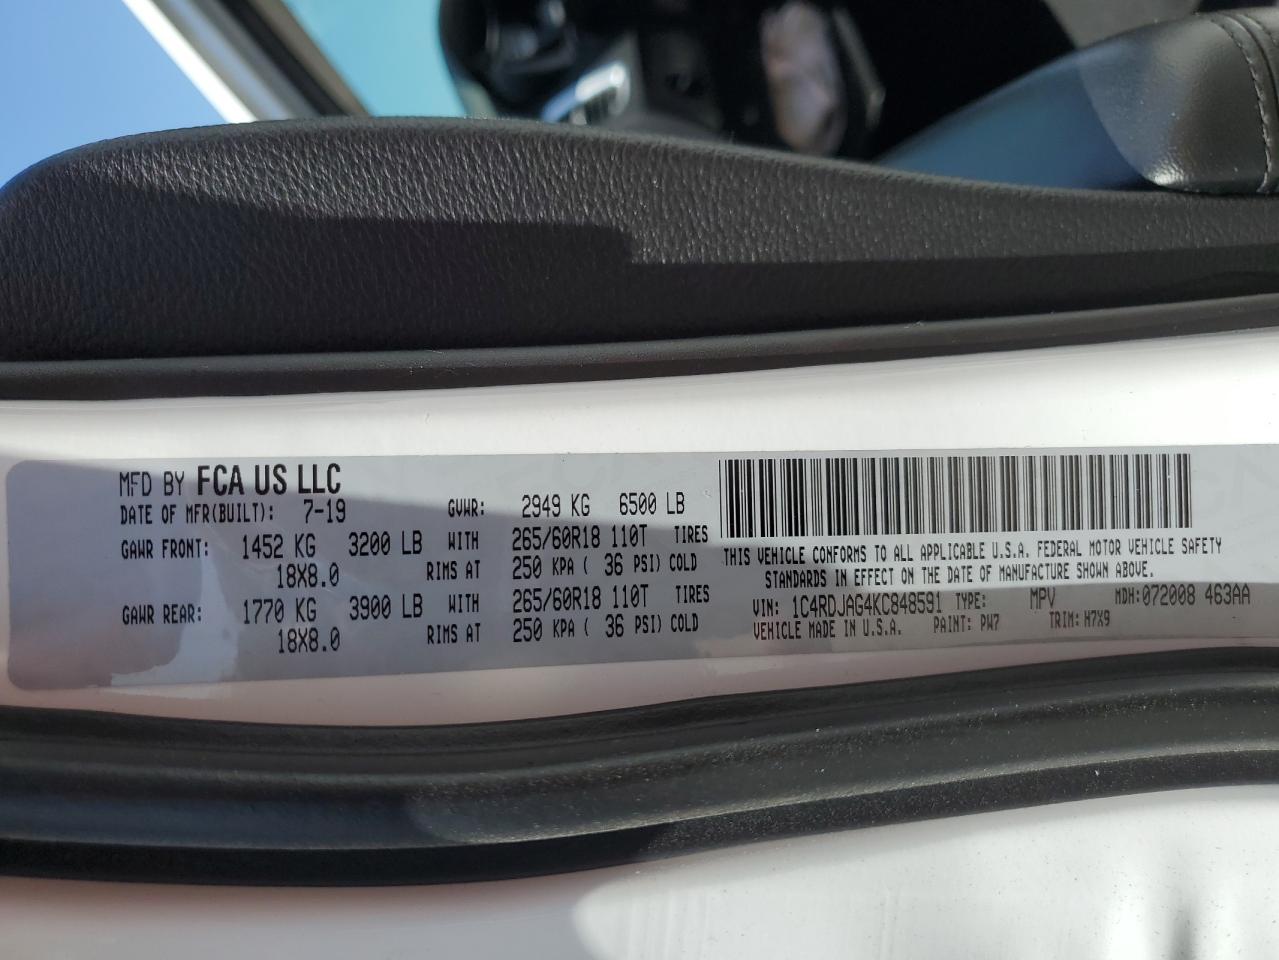 MFD BY FCA US LLC
DATE OF MFR(BUILT): 7-19 GVWR: 2949 KG 6500 LB
GAWR FRONT: 1452 KG 3200 LB WITH 265/60R18 110T TIRES
18X8.0 RIMS AT 250 KPA ( 36 PSI) COLD
GAWR REAR: 1770 KG 3900 LB WITH 265/60R18 110T TIRES
18X8.0 RIMS AT 250 KPA ( 36 PSI) COLD
THIS VEHICLE CONFORMS TO ALL APPLICABLE U.S.A. FEDERAL MOTOR VEHICLE SAFETY
STANDARDS IN EFFECT ON THE DATE OF MANUFACTURE SHOWN ABOVE.
VIN: 1C4RDJAG4KC848591 TYPE: MPV MDH:072008 463AA
VEHICLE MADE IN U.S.A. PAINT: PW7 TRIM: H7X9